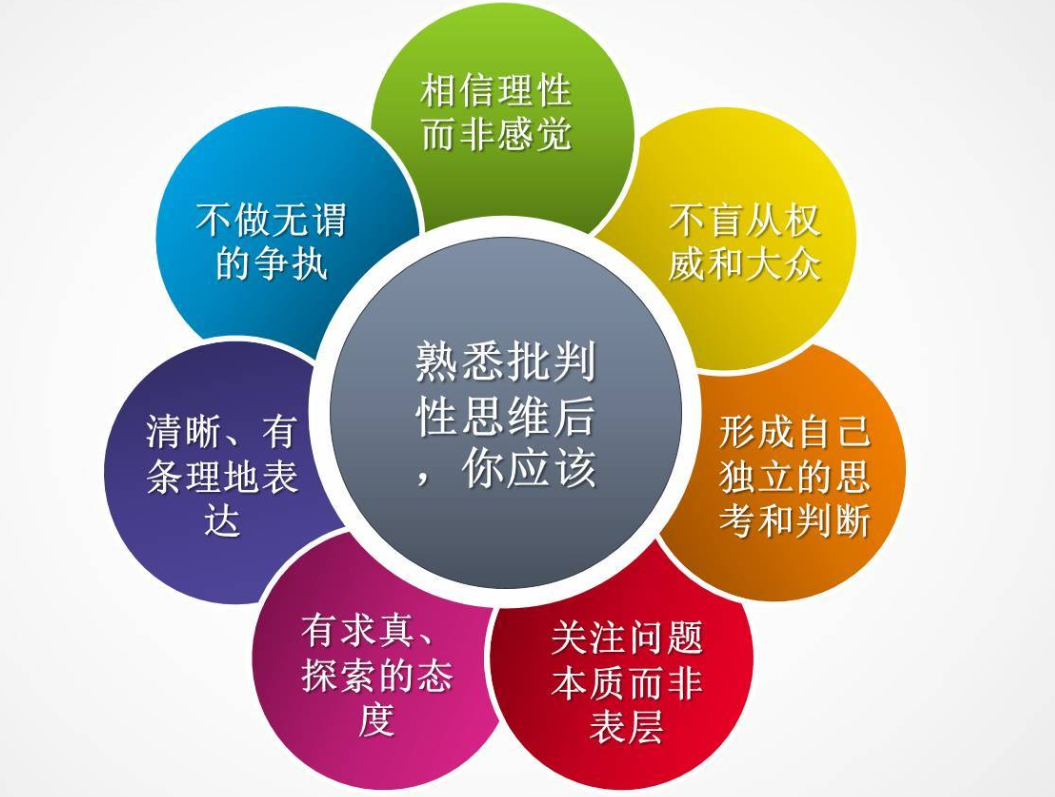 相信理性
而非感觉
不盲从权
威和大众
形成自己
独立的思
考和判断
关注问题
本质而非
表层
有求真、
探索的态
度
清晰、有
条理地表
达
不做无谓
的争执
熟悉批判
性思维后
，你应该